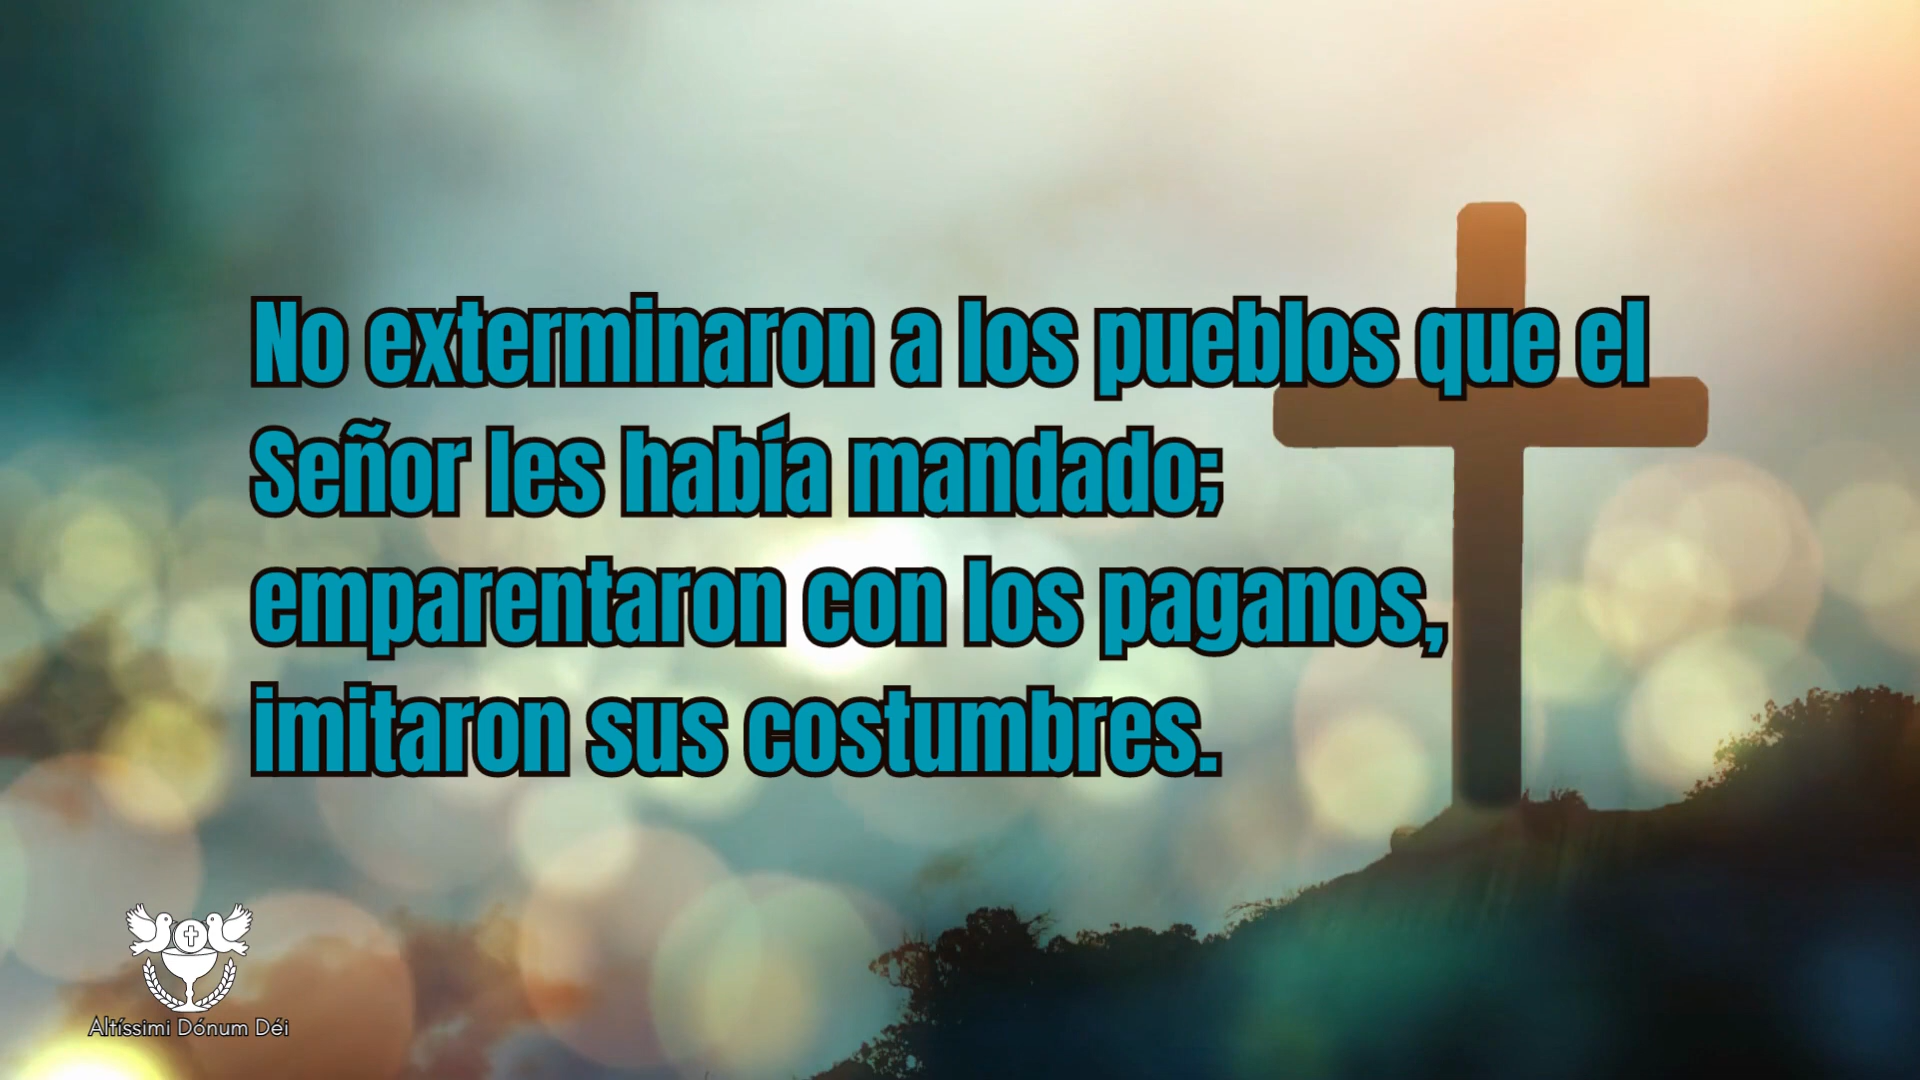 No exterminaron a los pueblos que el
Señor les había mandado;
emparentaron con los paganos,
imitaron sus costumbres.
Altíssimi Dónum Déi